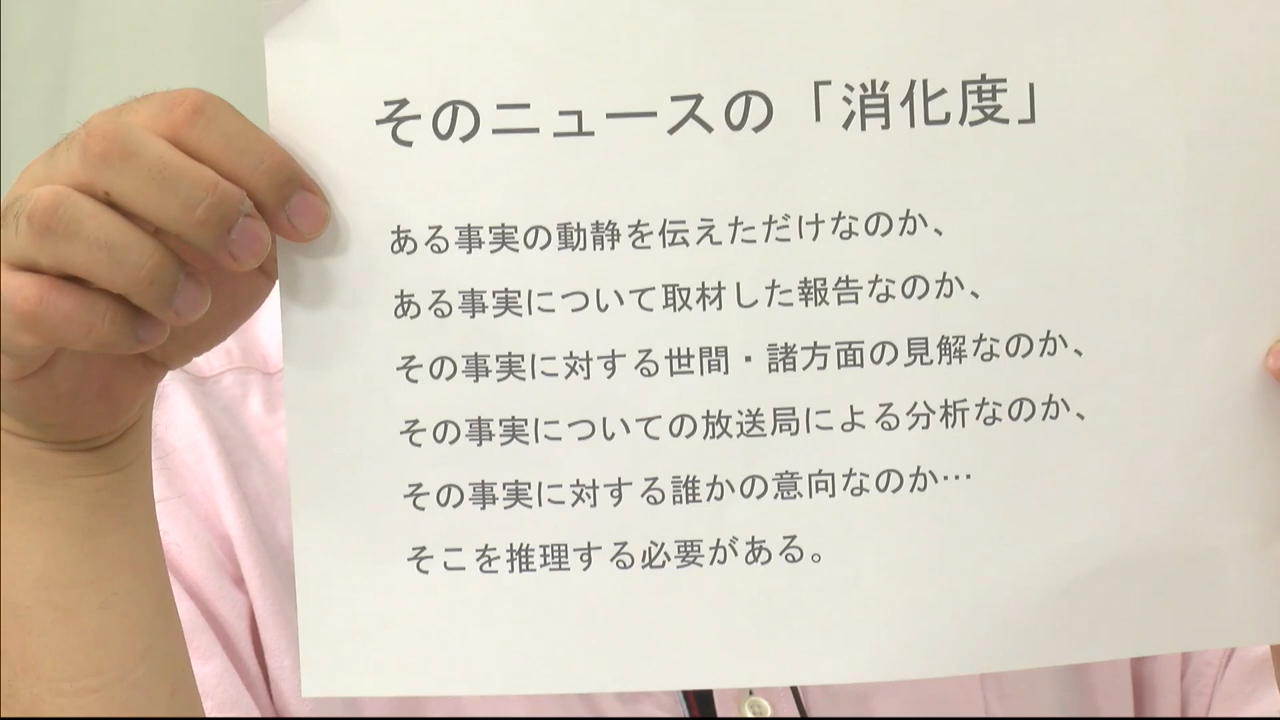 そのニュースの「消化度」
ある事実の動静を伝えただけなのか、
ある事実について取材した報告なのか、
その事実に対する世間・諸方面の見解なのか、
その事実についての放送局による分析なのか、
その事実に対する誰かの意向なのか…
そこを推理する必要がある。